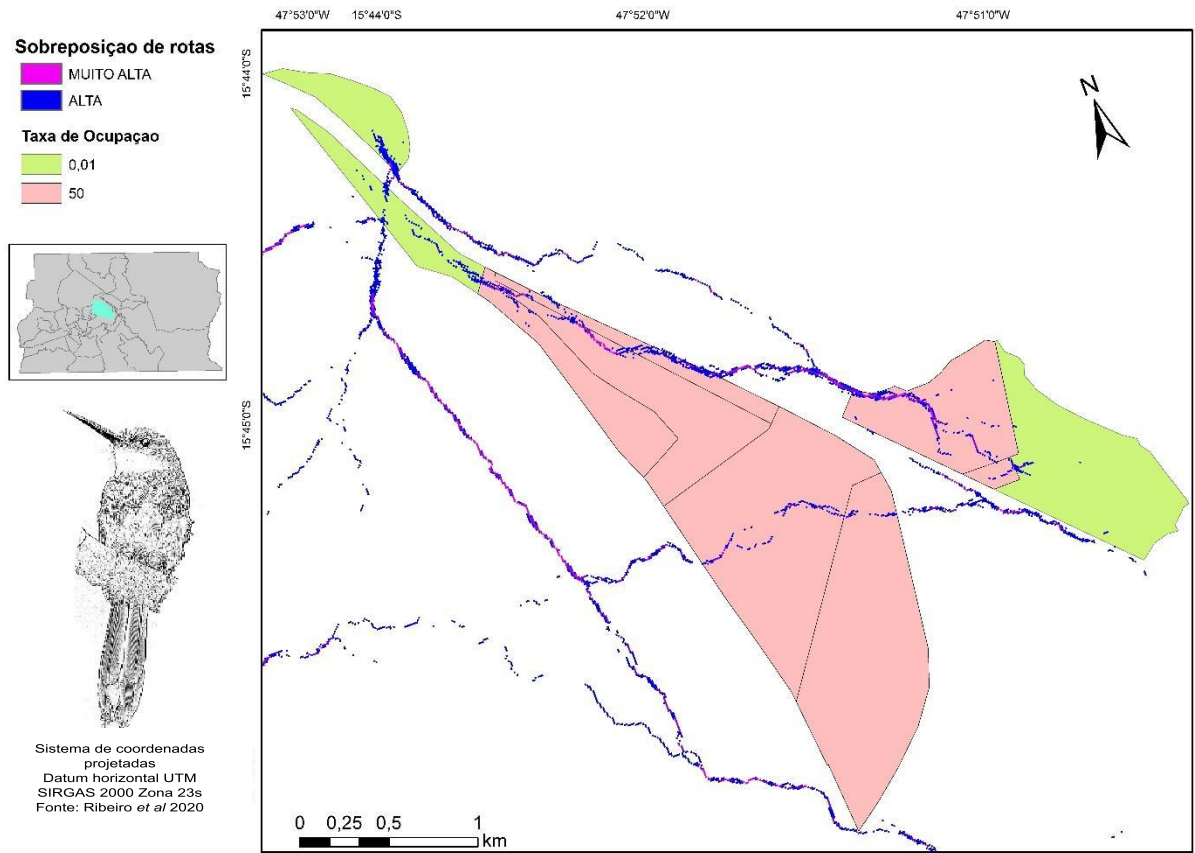 47°53'0"W 15°44'0"S 47°52'0"W 47°51'0"W
Sobreposiçao de rotas
MUITO ALTA
ALTA
Taxa de Ocupaçao
0,01
50
15°44'0"S
15°45'0"S
N
Sistema de coordenadas
projetadas
Datum horizontal UTM
SIRGAS 2000 Zona 23s
Fonte: Ribeiro et al 2020
0 0,25 0,5 1
km